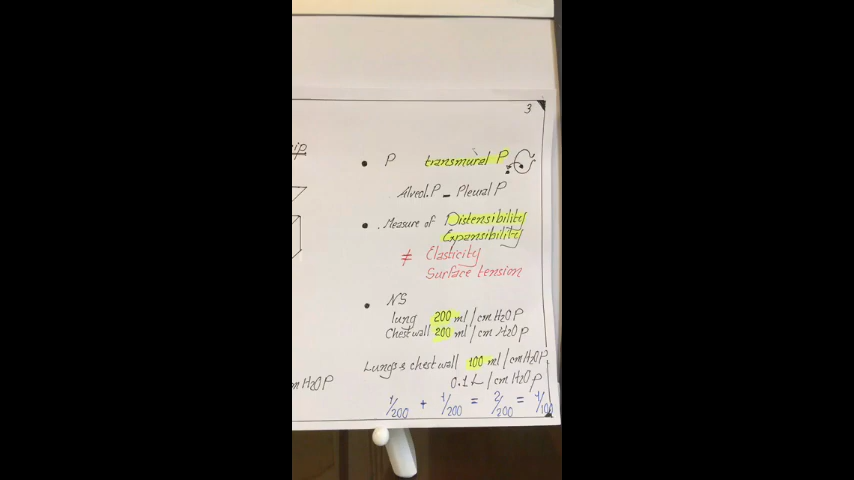 3
ip
• P transmural P
Alveol. P - Pleural P
• . Measure of Distensibility
Expansibility
≠ Elasticity
Surface tension
• NS
lung 200 ml/cm H2O P
Chest wall 200 ml/cm H2O P
Lungs & chest wall 100 ml/cm H2O P
0.1 L/cm H2O P
m H2O P
1/200 + 1/200 = 2/200 = 1/100